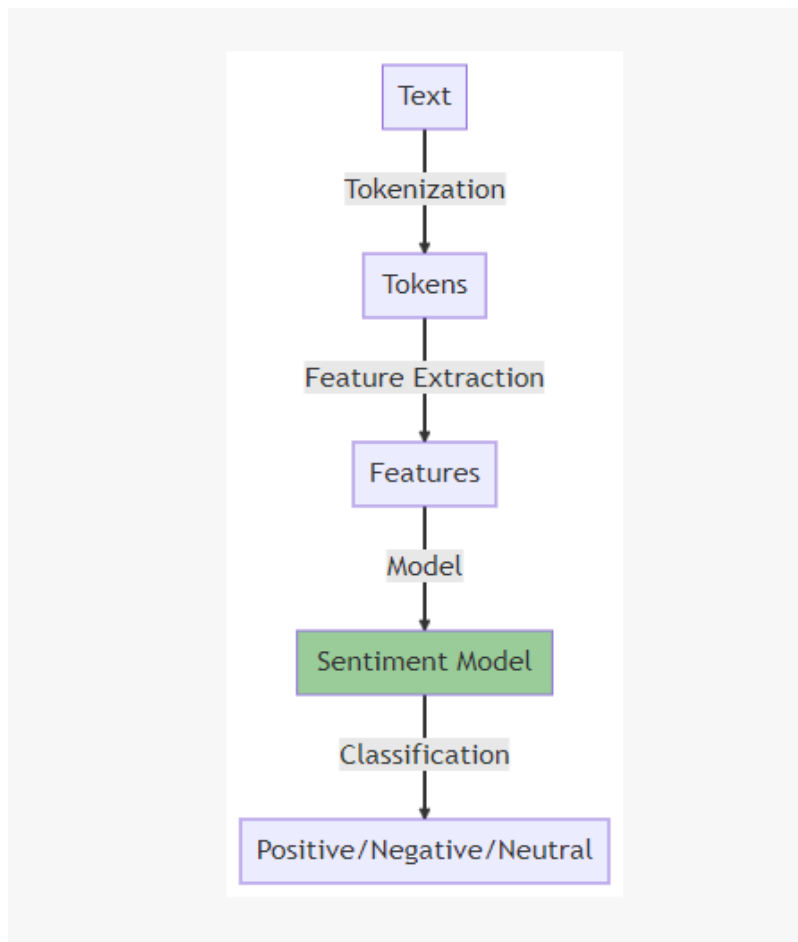 Text
Tokenization
Tokens
Feature Extraction
Features
Model
Sentiment Model
Classification
Positive/Negative/Neutral